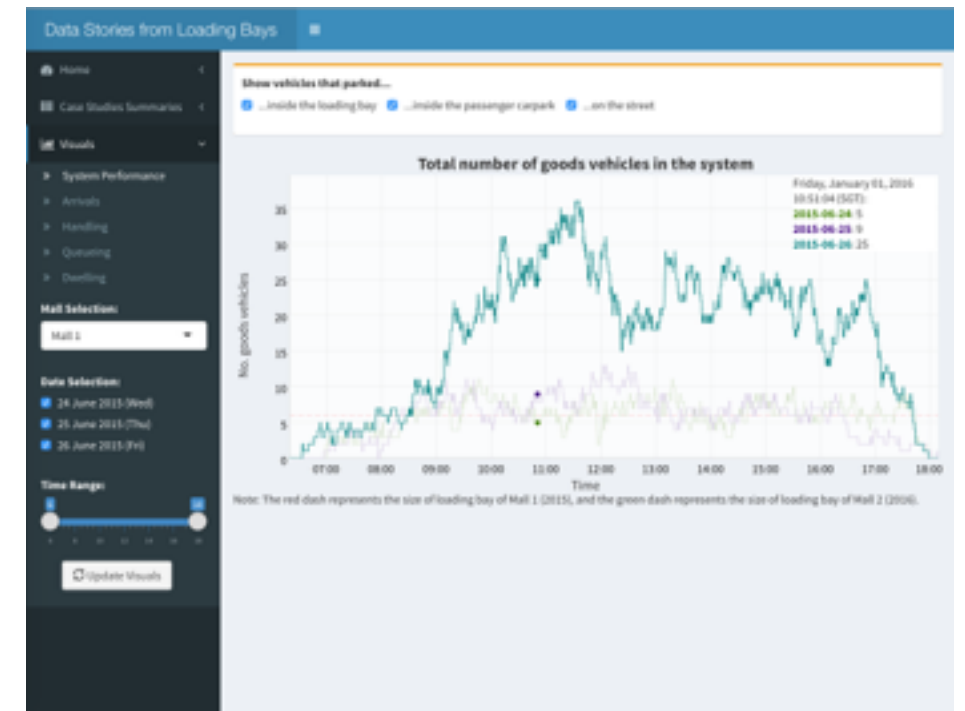 Data Stories from Loading Bays
Home
Case Studies Summaries
Visuals
System Performance
Arrivals
Handling
Queueing
Dwelling
Mall Selection:
Mall 1
Date Selection:
24 June 2015 (Wed)
25 June 2015 (Thu)
26 June 2015 (Fri)
Time Range:
Update Visuals
Show vehicles that parked...
...inside the loading bay ...inside the passenger carpark ...on the street
Total number of goods vehicles in the system
Friday, January 01, 2016
10:51:04 (SGT):
2015-06-24: 5
2015-06-25: 9
2015-06-26: 25
No. goods vehicles
35
30
25
20
15
10
5
0
07:00 08:00 09:00 10:00 11:00 12:00 13:00 14:00 15:00 16:00 17:00 18:00
Time
Note: The red dash represents the size of loading bay of Mall 1 (2015), and the green dash represents the size of loading bay of Mall 2 (2016).